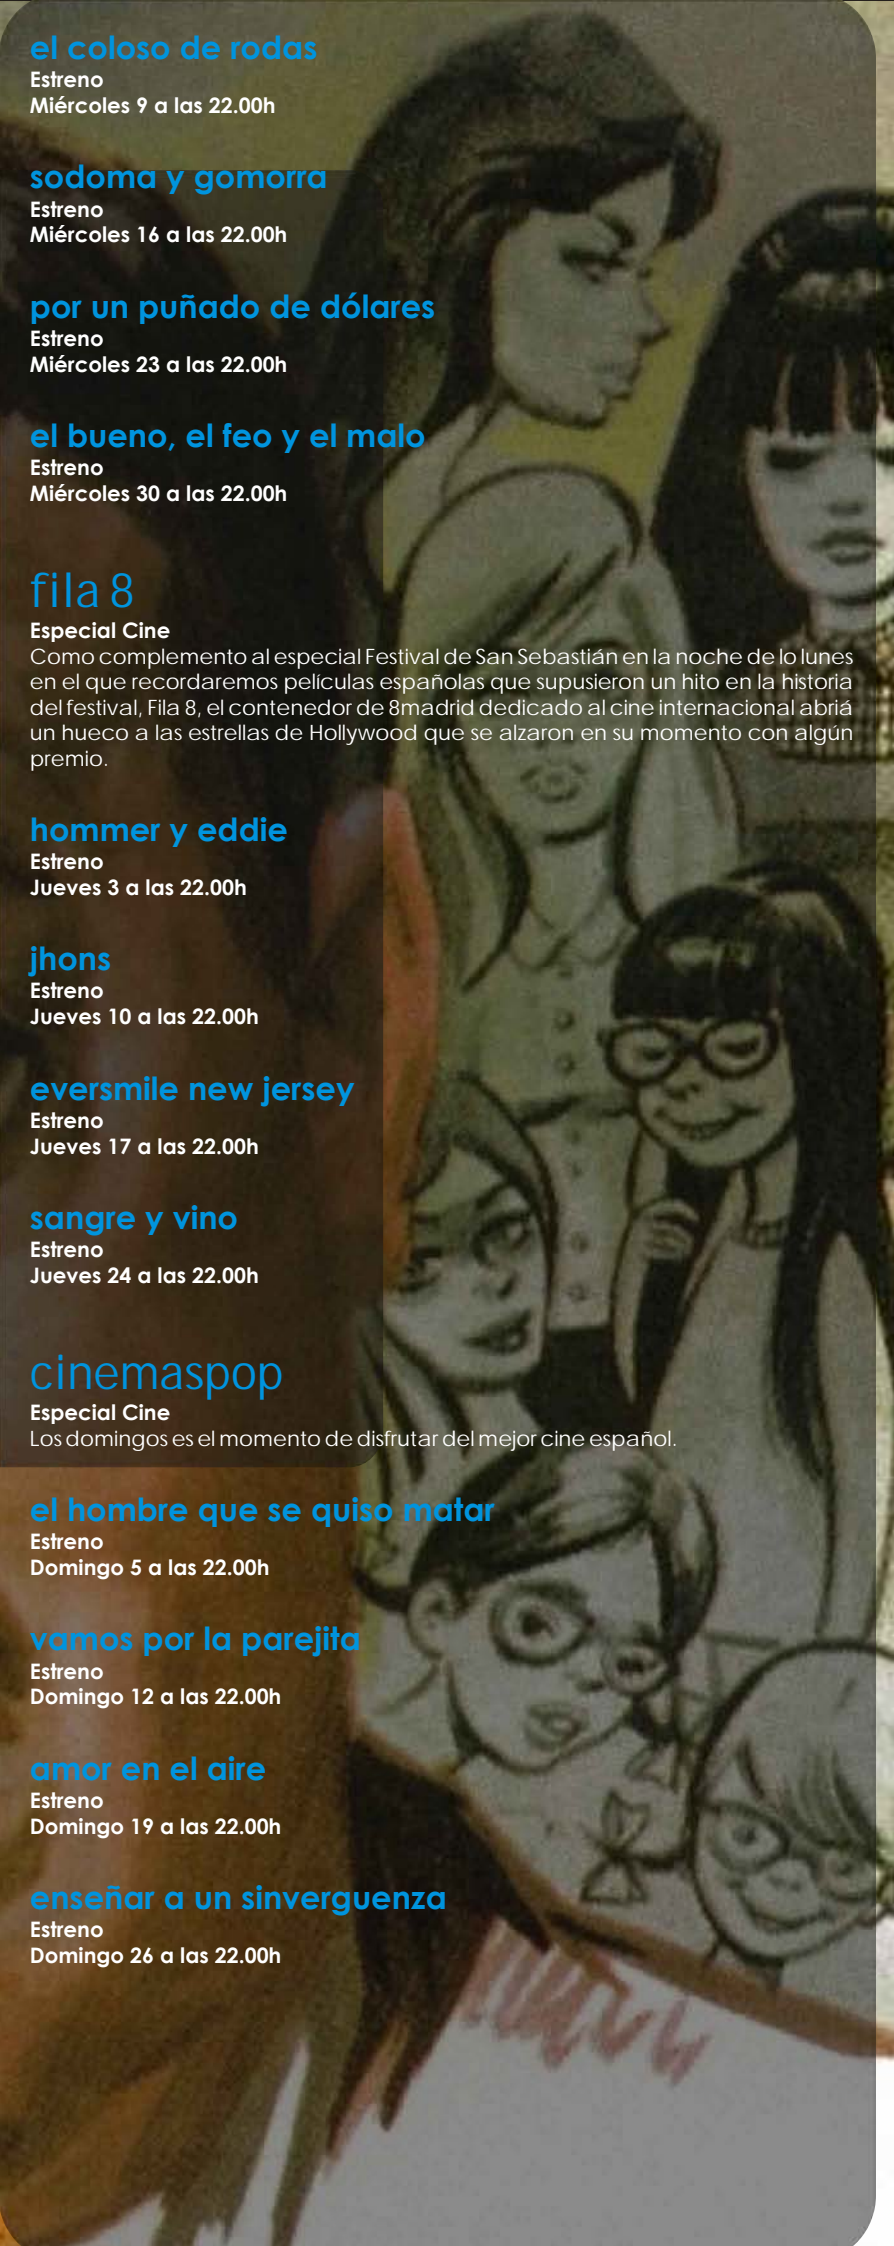 el coloso de rodas
Estreno
Miércoles 9 a las 22.00h
sodoma y gomorra
Estreno
Miércoles 16 a las 22.00h
por un puñado de dólares
Estreno
Miércoles 23 a las 22.00h
el bueno, el feo y el malo
Estreno
Miércoles 30 a las 22.00h
fila 8
Especial Cine
Como complemento al especial Festival de San Sebastián en la noche de lo lunes
en el que recordaremos películas españolas que supusieron un hito en la historia
del festival, Fila 8, el contenedor de 8madrid dedicado al cine internacional abriá
un hueco a las estrellas de Hollywood que se alzaron en su momento con algún
premio.
hommer y eddie
Estreno
Jueves 3 a las 22.00h
jhons
Estreno
Jueves 10 a las 22.00h
eversmile new jersey
Estreno
Jueves 17 a las 22.00h
sangre y vino
Estreno
Jueves 24 a las 22.00h
cinemaspop
Especial Cine
Los domingos es el momento de disfrutar del mejor cine español.
el hombre que se quiso matar
Estreno
Domingo 5 a las 22.00h
vamos por la parejita
Estreno
Domingo 12 a las 22.00h
amor en el aire
Estreno
Domingo 19 a las 22.00h
enseñar a un sinverguenza
Estreno
Domingo 26 a las 22.00h